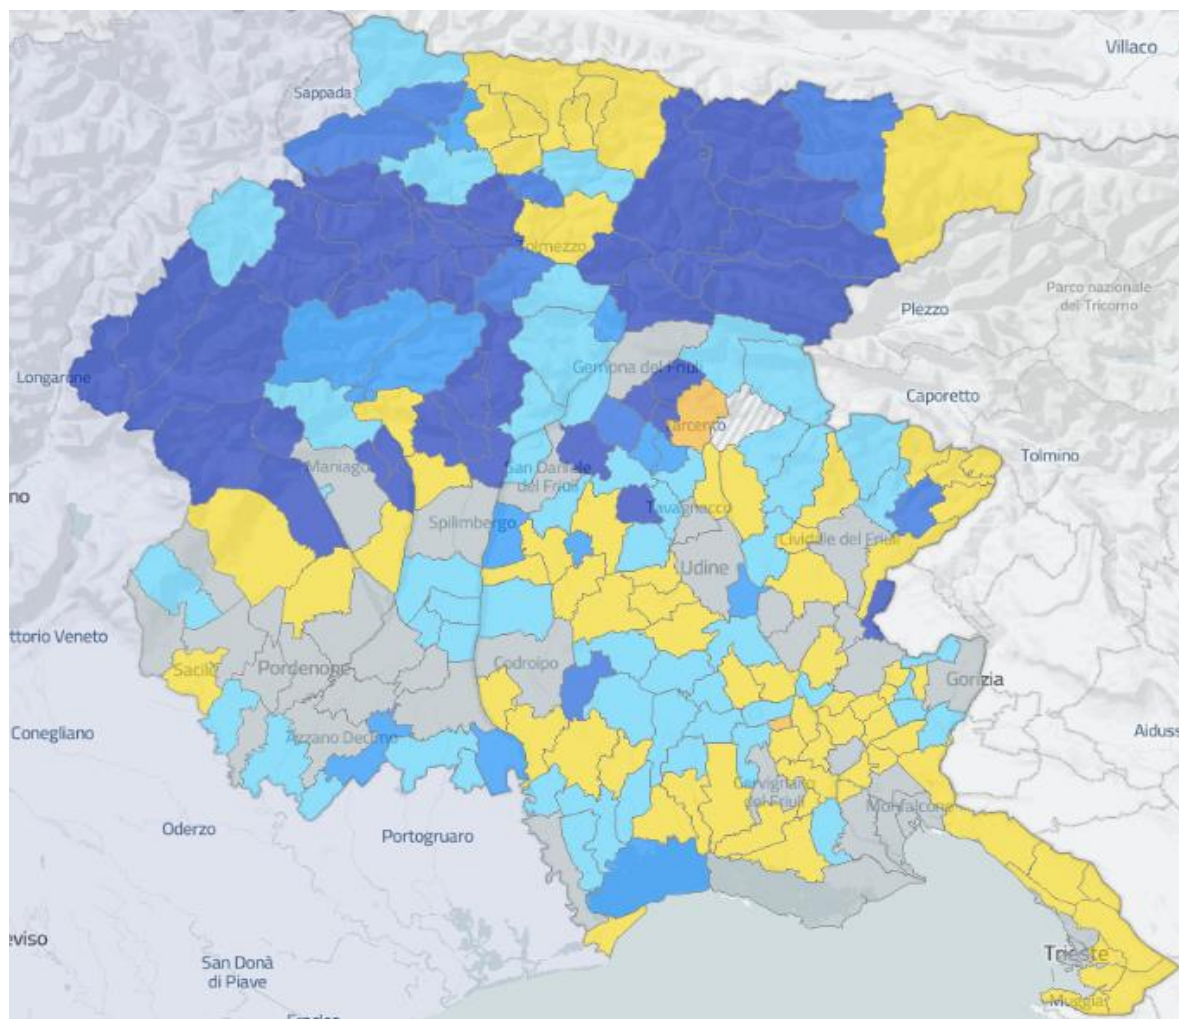 Villaco
Sappada
Tolmezzo
Parco nazionale
del Tricorno
Plezzo
Longarone
Gemona del Friuli
Caporetto
Tarcento
Tolmino
Maniago
San Daniele
del Friuli
no
Spilimbergo
Tavagnacco
Cividale del Friuli
Udine
ttorio Veneto
Sacile
Pordenone
Codroipo
Gorizia
Conegliano
Azzano Decimo
Aiduss
Cervignano
del Friuli
Monfalcone
Oderzo
Portogruaro
eviso
San Donà
di Piave
Trieste
Muggia